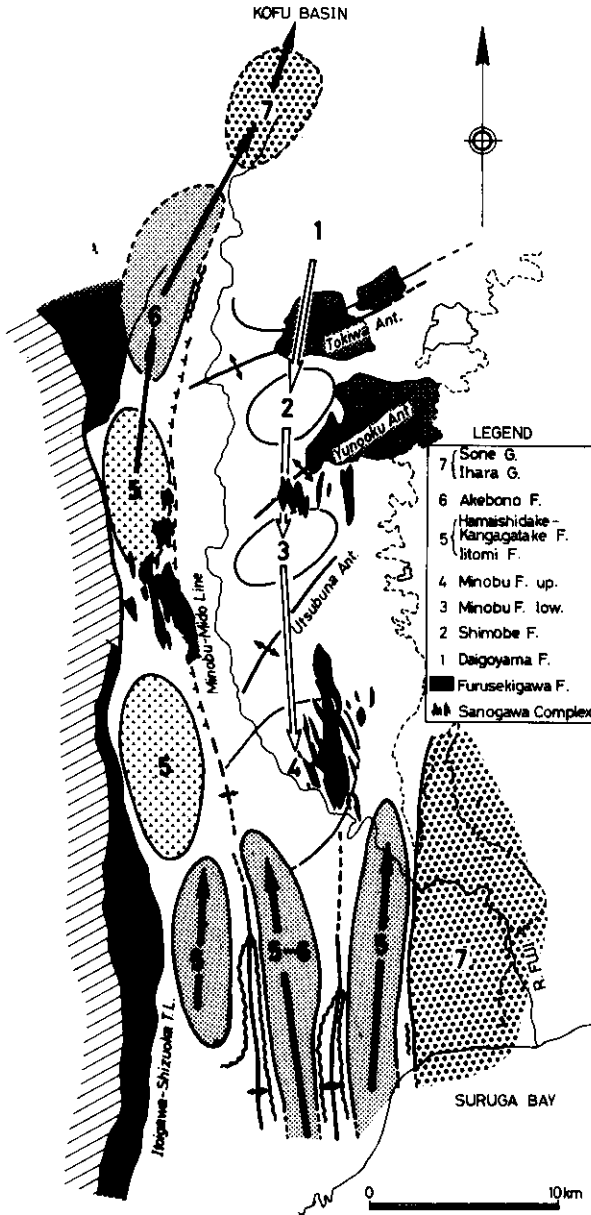 KOFU BASIN
7
1
6
Tokiwa Ant.
2
Yunooku Ant.
5
3
Utsubuna Ant.
Minobu-Mido Line
4
5
5-6
6
7
R. FUJI
Itoigawa-Shizuoka T.L.
SURUGA BAY
0 10km
LEGEND
7 { Sone G.
Ihara G.
6 Akebono F.
5 { Hamaishidake-
Kangagatake F.
Iitomi F.
4 Minobu F. up.
3 Minobu F. low.
2 Shimobe F.
1 Daigoyama F.
Furusekigawa F.
Sanogawa Complex